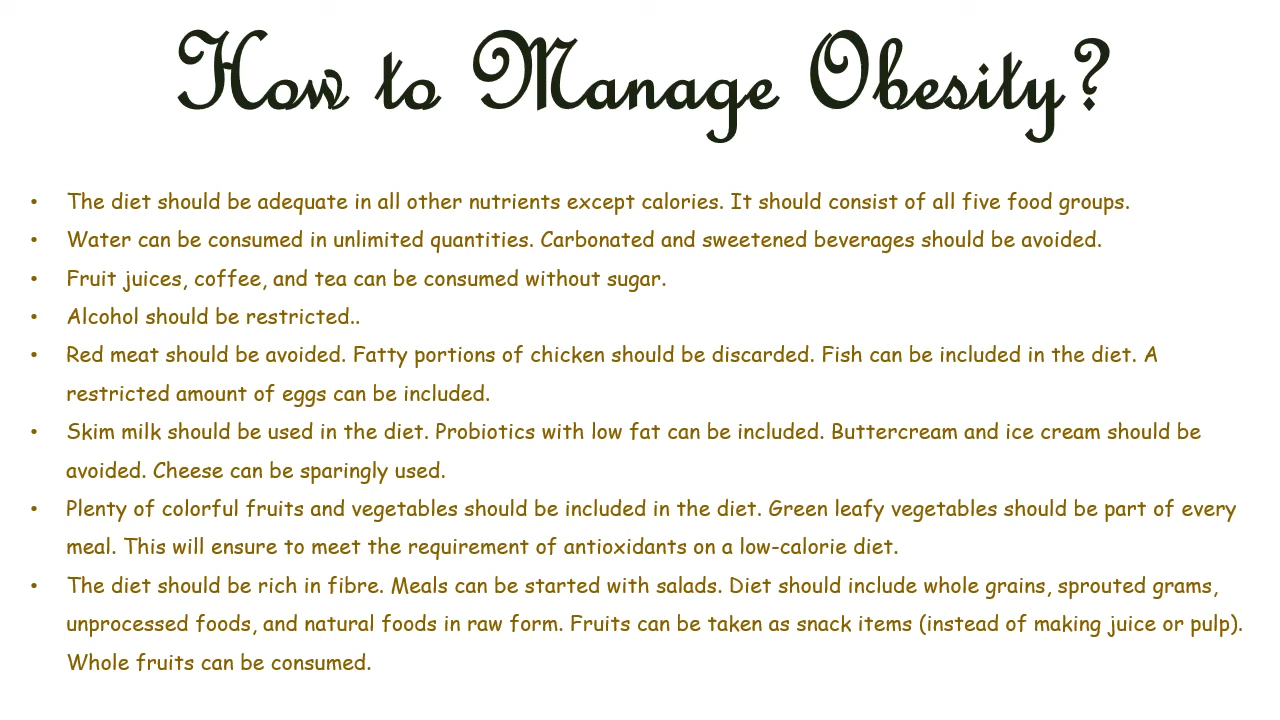 How to Manage Obesity?
• The diet should be adequate in all other nutrients except calories. It should consist of all five food groups.
• Water can be consumed in unlimited quantities. Carbonated and sweetened beverages should be avoided.
• Fruit juices, coffee, and tea can be consumed without sugar.
• Alcohol should be restricted..
• Red meat should be avoided. Fatty portions of chicken should be discarded. Fish can be included in the diet. A
restricted amount of eggs can be included.
• Skim milk should be used in the diet. Probiotics with low fat can be included. Buttercream and ice cream should be
avoided. Cheese can be sparingly used.
• Plenty of colorful fruits and vegetables should be included in the diet. Green leafy vegetables should be part of every
meal. This will ensure to meet the requirement of antioxidants on a low-calorie diet.
• The diet should be rich in fibre. Meals can be started with salads. Diet should include whole grains, sprouted grams,
unprocessed foods, and natural foods in raw form. Fruits can be taken as snack items (instead of making juice or pulp).
Whole fruits can be consumed.